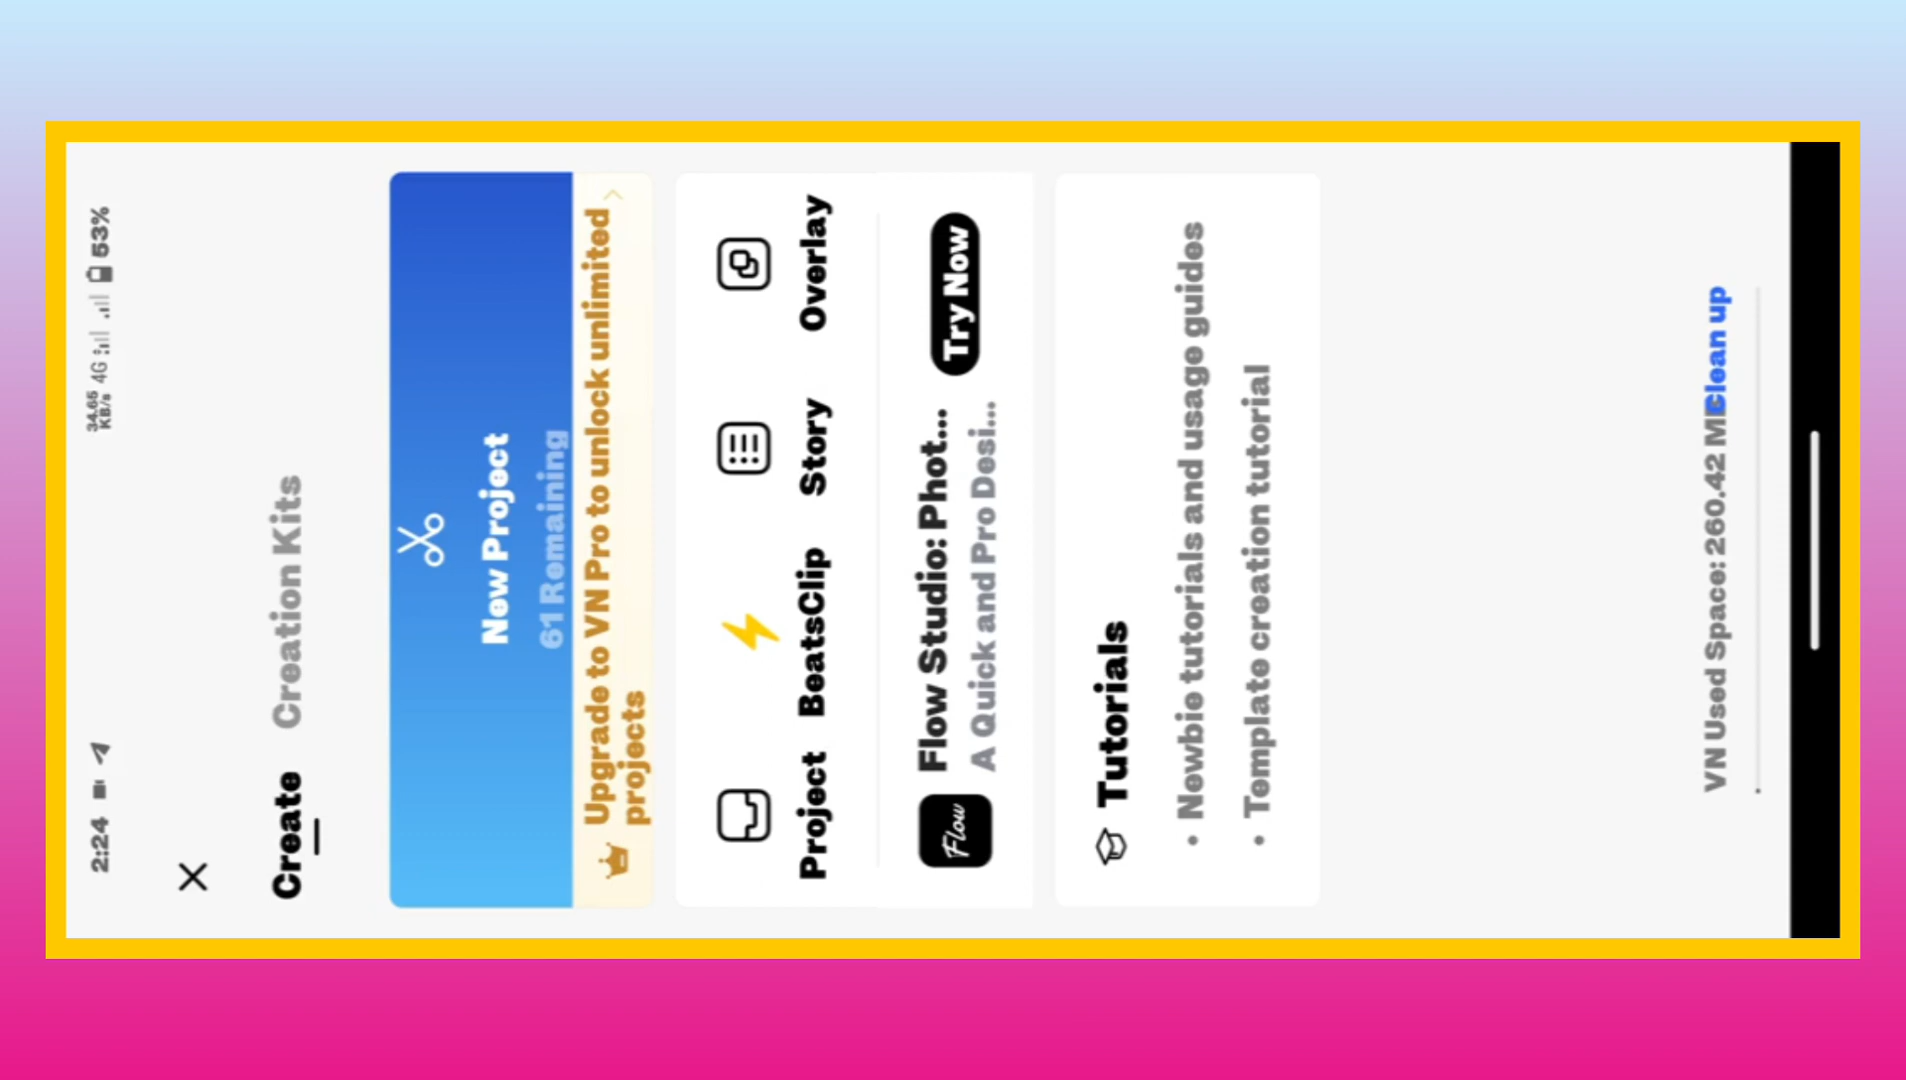 2:24
34.65
KB/s
4G
53%
Create Creation Kits
New Project
61 Remaining
Upgrade to VN Pro to unlock unlimited
projects
Project BeatsClip Story Overlay
Flow
Flow Studio: Phot...
A Quick and Pro Desi...
Try Now
Tutorials
• Newbie tutorials and usage guides
• Template creation tutorial
VN Used Space: 260.42 M
Clean up